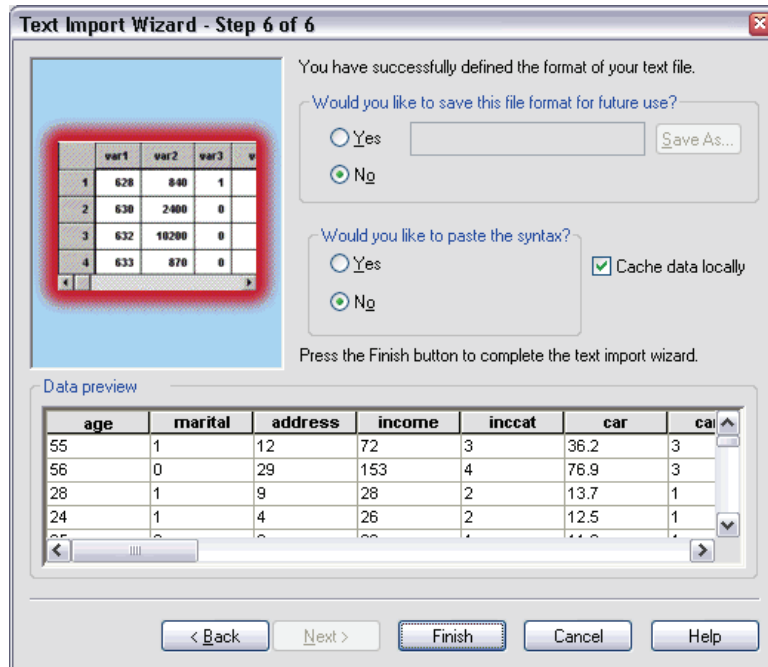 Text Import Wizard - Step 6 of 6
You have successfully defined the format of your text file.
Would you like to save this file format for future use?
Yes
Save As...
No
var1 var2 var3 v
1 628 840 1
2 630 2400 0
3 632 10200 0
4 633 870 0
Would you like to paste the syntax?
Yes
Cache data locally
No
Press the Finish button to complete the text import wizard.
Data preview
age marital address income inccat car car
55 1 12 72 3 36.2 3
56 0 29 153 4 76.9 3
28 1 9 28 2 13.7 1
24 1 4 26 2 12.5 1
< Back Next > Finish Cancel Help